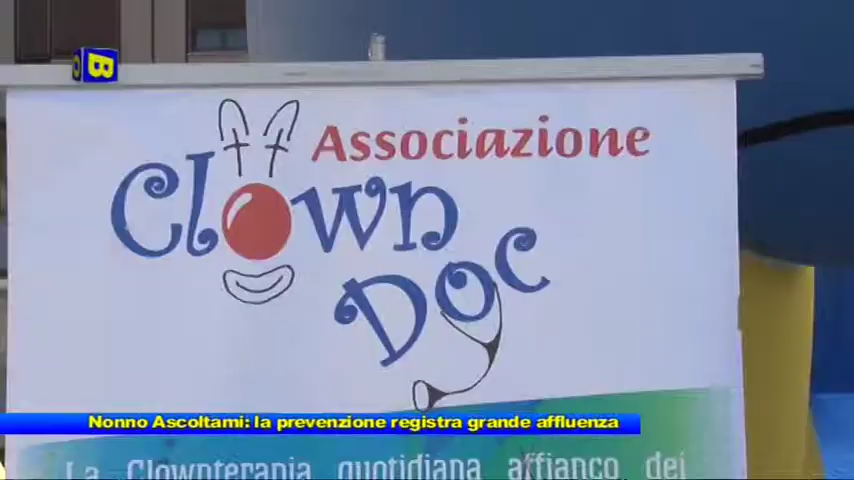 B
Associazione
Clown
Doc
Nonno Ascoltami: la prevenzione registra grande affluenza
La Clownterapia quotidiana affianco dei